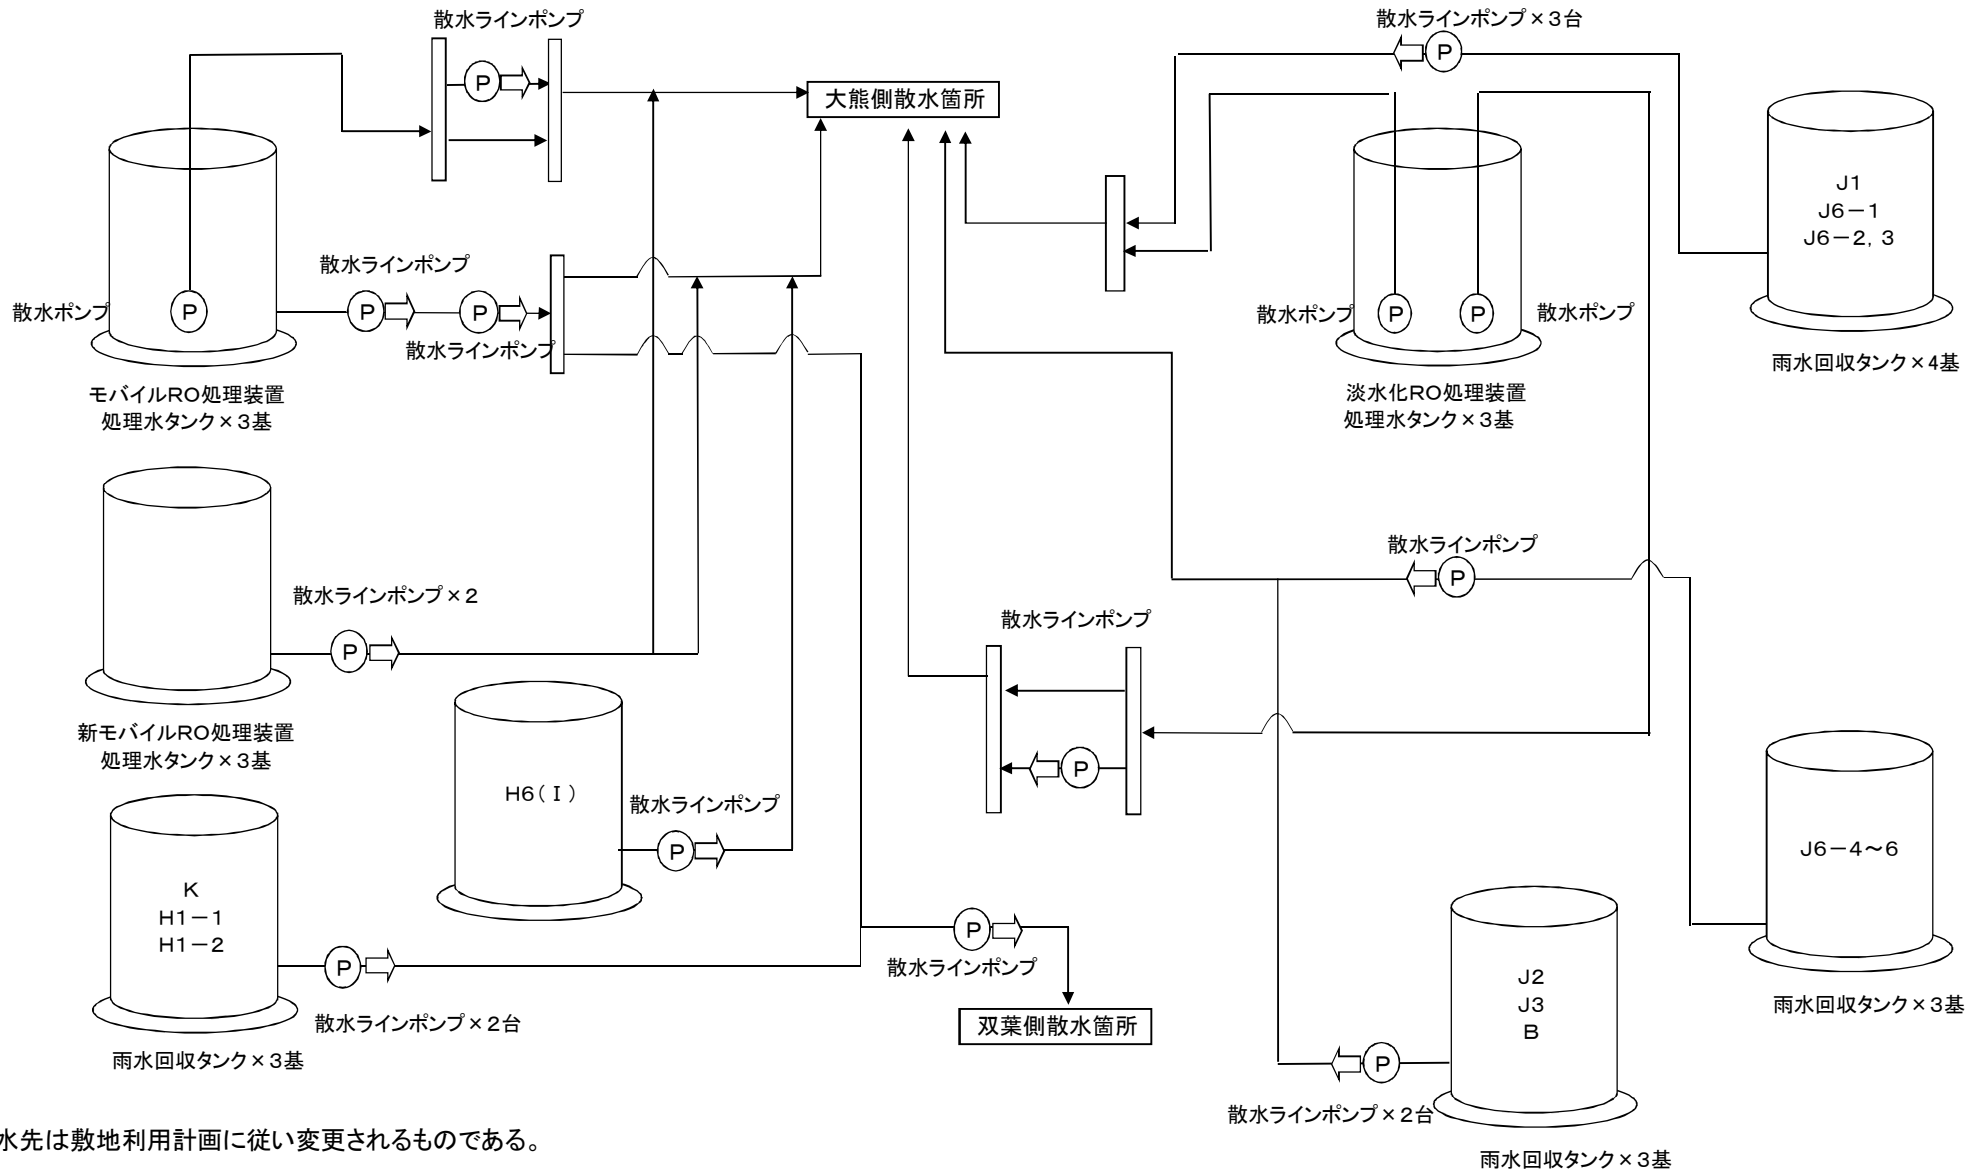 散水ラインポンプ
P
大熊側散水箇所
散水ラインポンプ×3台
P
J1
J6-1
J6-2,3
雨水回収タンク×4基
散水ポンプ
P
モバイルRO処理装置
処理水タンク×3基
散水ラインポンプ
P
P
散水ラインポンプ
散水ポンプ
P
P
散水ポンプ
淡水化RO処理装置
処理水タンク×3基
散水ラインポンプ×2
P
新モバイルRO処理装置
処理水タンク×3基
散水ラインポンプ
P
散水ラインポンプ
P
H6(Ⅰ)
散水ラインポンプ
P
J6-4~6
雨水回収タンク×3基
K
H1-1
H1-2
P
散水ラインポンプ×2台
雨水回収タンク×3基
P
散水ラインポンプ
双葉側散水箇所
J2
J3
B
P
散水ラインポンプ×2台
雨水回収タンク×3基
水先は敷地利用計画に従い変更されるものである。